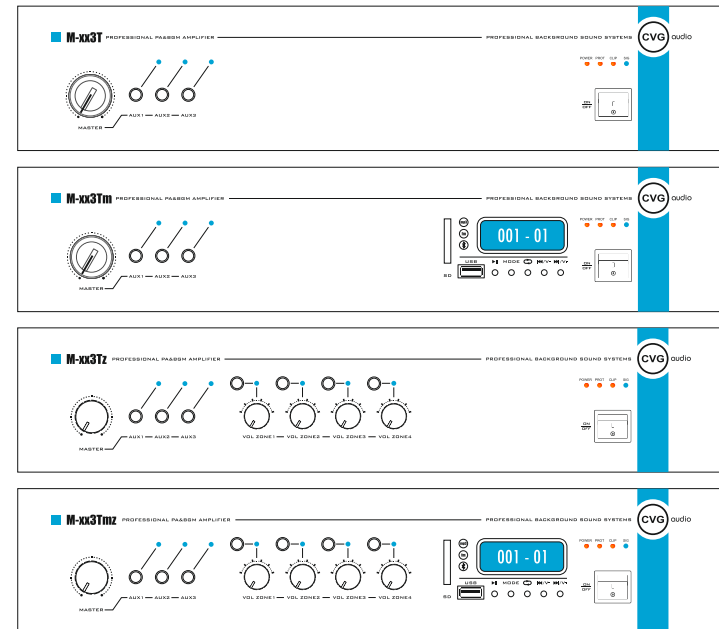 M-xx3T PROFESSIONAL PA&BGM AMPLIFIER PROFESSIONAL BACKGROUND SOUND SYSTEMS CVG audio
POWER PROT CLIP SIG
ON
OFF
AUX1 AUX2 AUX3
MASTER
M-xx3Tm PROFESSIONAL PA&BGM AMPLIFIER PROFESSIONAL BACKGROUND SOUND SYSTEMS CVG audio
POWER PROT CLIP SIG
001 - 01
ON
OFF
USB MODE V- V+
SD
AUX1 AUX2 AUX3
MASTER
M-xx3Tz PROFESSIONAL PA&BGM AMPLIFIER PROFESSIONAL BACKGROUND SOUND SYSTEMS CVG audio
POWER PROT CLIP SIG
ON
OFF
AUX1 AUX2 AUX3 VOL ZONE1 VOL ZONE2 VOL ZONE3 VOL ZONE4
MASTER
M-xx3Tmz PROFESSIONAL PA&BGM AMPLIFIER PROFESSIONAL BACKGROUND SOUND SYSTEMS CVG audio
POWER PROT CLIP SIG
001 - 01
ON
OFF
USB MODE V- V+
SD
AUX1 AUX2 AUX3 VOL ZONE1 VOL ZONE2 VOL ZONE3 VOL ZONE4
MASTER